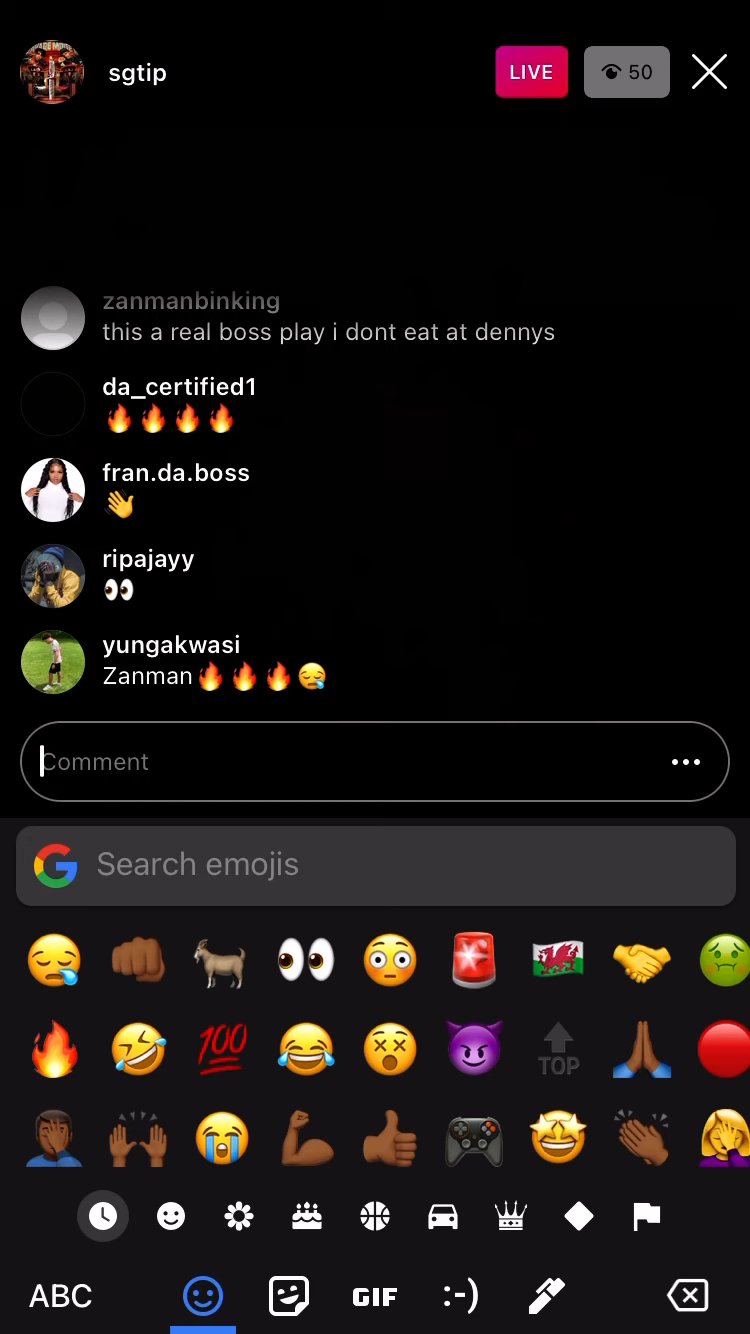 sgtip
LIVE
50
zanmanbinking
this a real boss play i dont eat at dennys
da_certified1
🔥🔥🔥🔥
fran.da.boss
👋
ripajayy
👀
yungakwasi
Zanman🔥🔥🔥😪
Comment
Search emojis
100
TOP
ABC
GIF
:-)